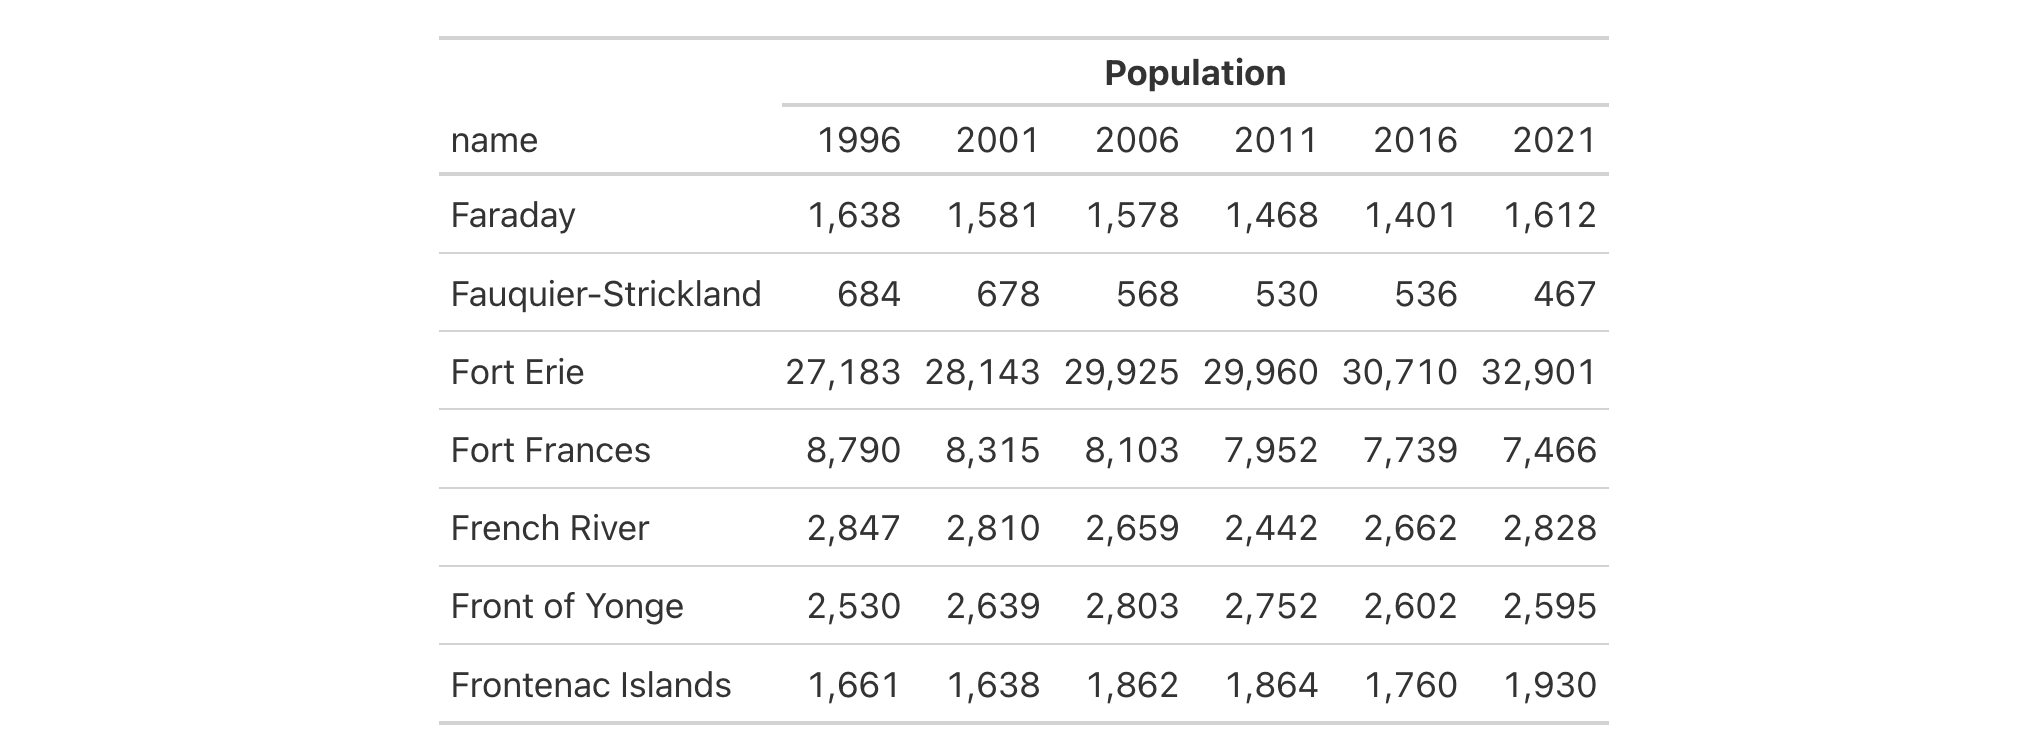 Population
name 1996 2001 2006 2011 2016 2021
Faraday 1,638 1,581 1,578 1,468 1,401 1,612
Fauquier-Strickland 684 678 568 530 536 467
Fort Erie 27,183 28,143 29,925 29,960 30,710 32,901
Fort Frances 8,790 8,315 8,103 7,952 7,739 7,466
French River 2,847 2,810 2,659 2,442 2,662 2,828
Front of Yonge 2,530 2,639 2,803 2,752 2,602 2,595
Frontenac Islands 1,661 1,638 1,862 1,864 1,760 1,930